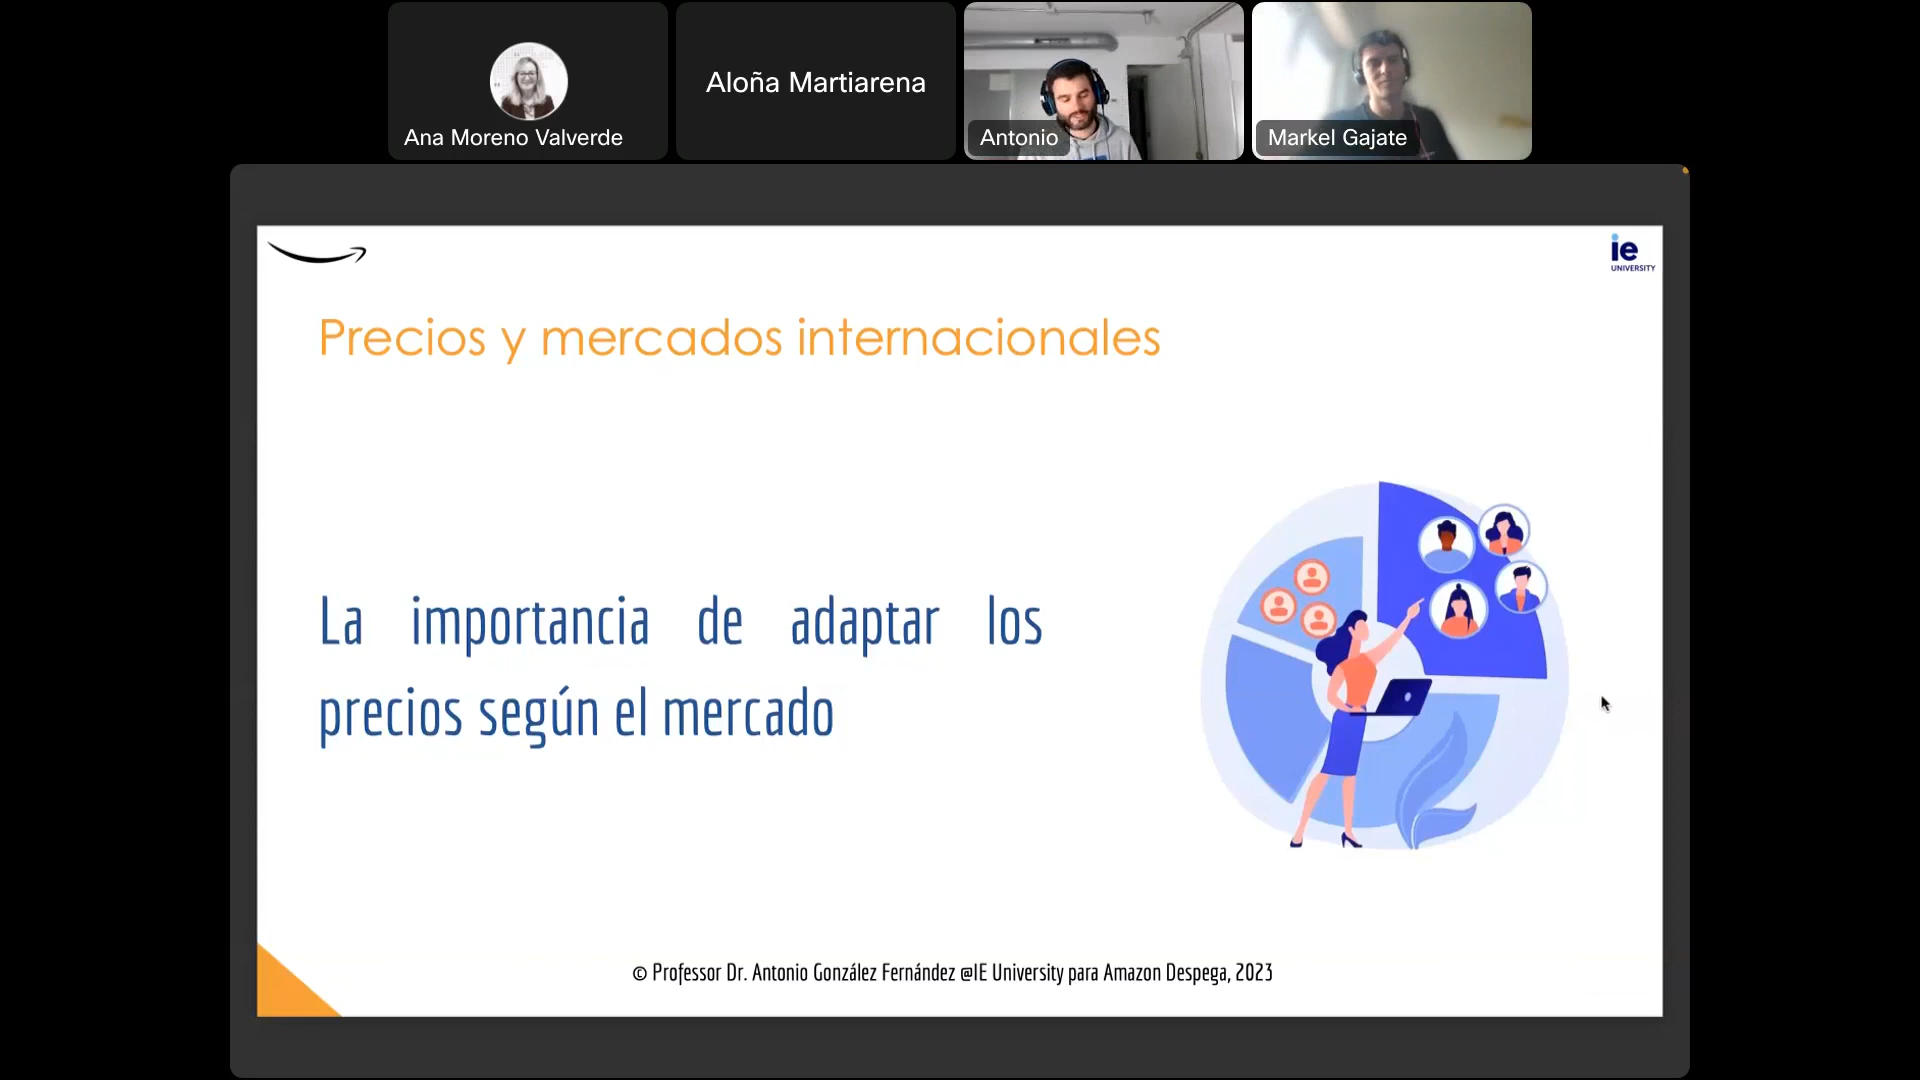 Ana Moreno Valverde
Aloña Martiarena
Antonio
Markel Gajate
ie
UNIVERSITY
Precios y mercados internacionales
La importancia de adaptar los
precios según el mercado
© Professor Dr. Antonio González Fernández @IE University para Amazon Despega, 2023